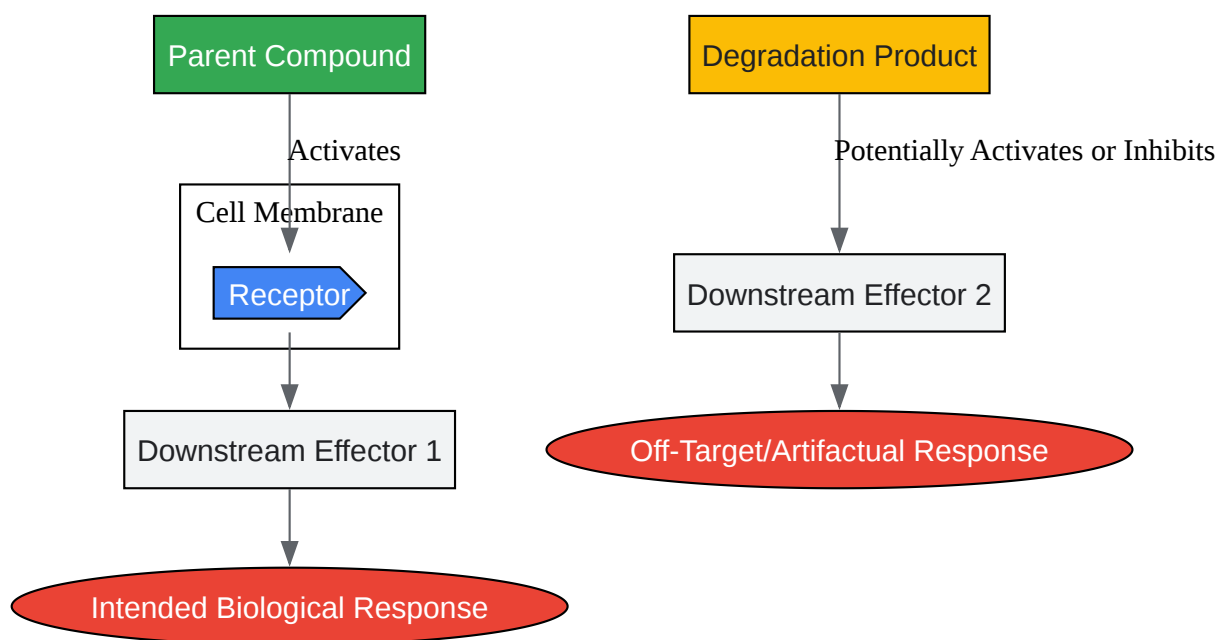 Parent Compound
Activates
Cell Membrane
Receptor
Downstream Effector 1
Intended Biological Response
Degradation Product
Potentially Activates or Inhibits
Downstream Effector 2
Off-Target/Artifactual Response